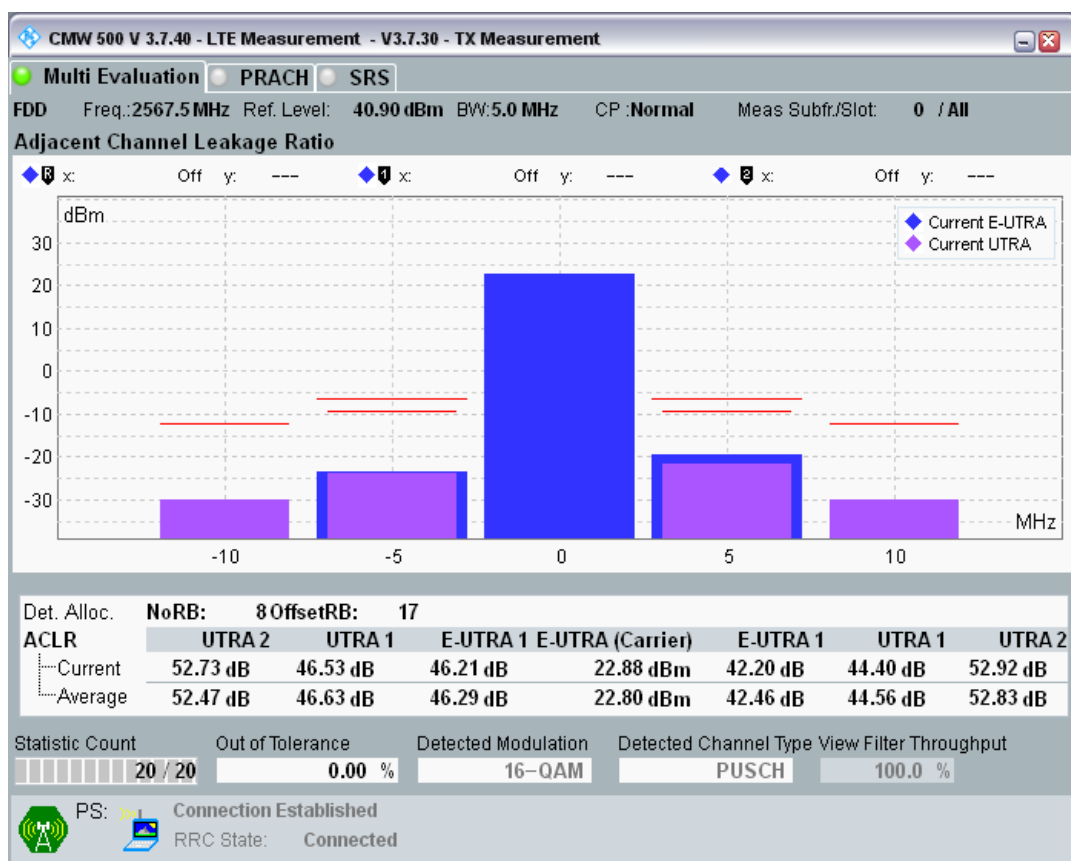 CMW 500 V 3.7.40 - LTE Measurement - V3.7.30 - TX Measurement
Multi Evaluation PRACH SRS
FDD Freq.:2567.5 MHz Ref. Level: 40.90 dBm BW:5.0 MHz CP :Normal Meas Subfr./Slot: 0 / All
Adjacent Channel Leakage Ratio
R x: Off y: --- 1 x: Off y: --- 2 x: Off y: ---
dBm
Current E-UTRA
Current UTRA
30
20
10
0
-10
-20
-30
MHz
-10 -5 0 5 10
Det. Alloc. NoRB: 8 OffsetRB: 17
ACLR UTRA 2 UTRA 1 E-UTRA 1 E-UTRA (Carrier) E-UTRA 1 UTRA 1 UTRA 2
Current 52.73 dB 46.53 dB 46.21 dB 22.88 dBm 42.20 dB 44.40 dB 52.92 dB
Average 52.47 dB 46.63 dB 46.29 dB 22.80 dBm 42.46 dB 44.56 dB 52.83 dB
Statistic Count Out of Tolerance Detected Modulation Detected Channel Type View Filter Throughput
20 / 20 0.00 % 16-QAM PUSCH 100.0 %
PS: Connection Established
RRC State: Connected